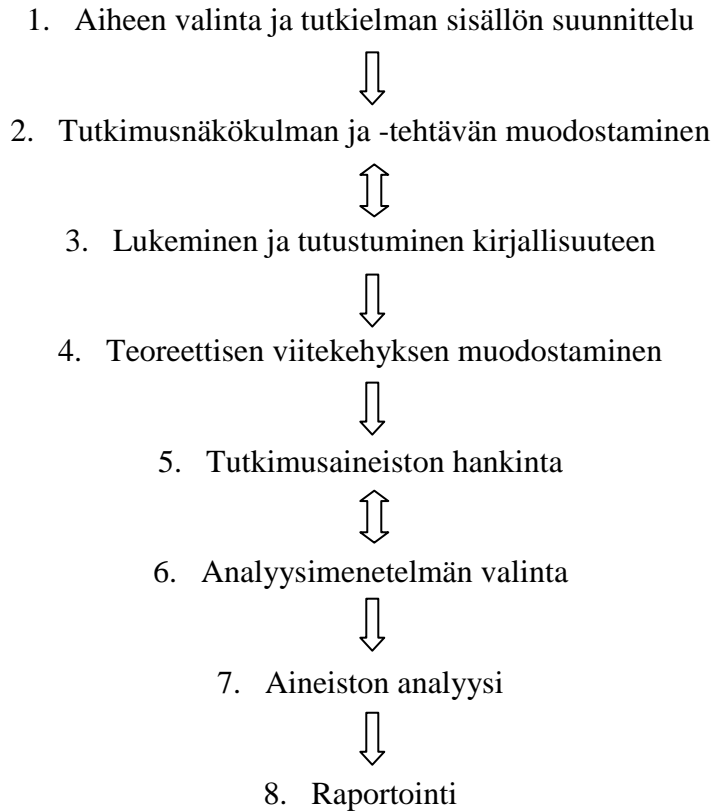 1. Aiheen valinta ja tutkielman sisällön suunnittelu
2. Tutkimusnäkökulman ja -tehtävän muodostaminen
3. Lukeminen ja tutustuminen kirjallisuuteen
4. Teoreettisen viitekehyksen muodostaminen
5. Tutkimusaineiston hankinta
6. Analyysimenetelmän valinta
7. Aineiston analyysi
8. Raportointi